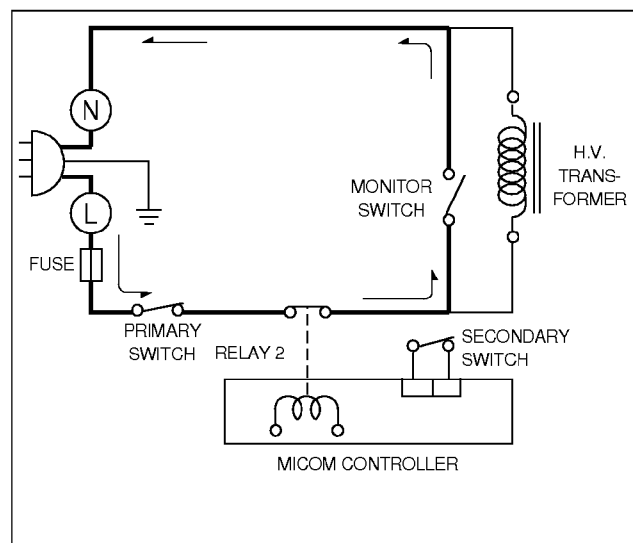 N
MONITOR
SWITCH
H.V.
TRANS-
FORMER
L
FUSE
PRIMARY
SWITCH
RELAY 2
SECONDARY
SWITCH
MICOM CONTROLLER